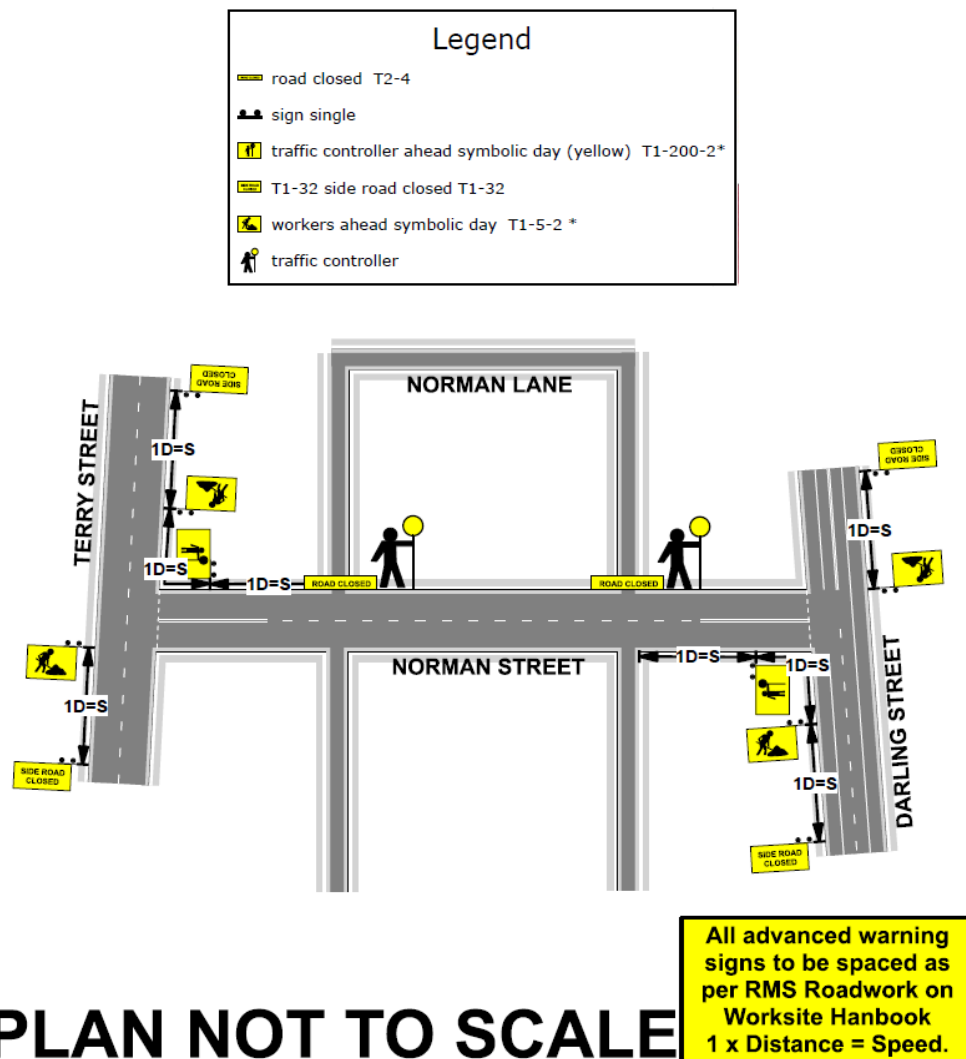 Legend
road closed T2-4
sign single
traffic controller ahead symbolic day (yellow) T1-200-2*
T1-32 side road closed T1-32
workers ahead symbolic day T1-5-2 *
traffic controller
SIDE ROAD
CLOSED
NORMAN LANE
TERRY STREET
1D=S
SIDE ROAD
CLOSED
1D=S
1D=S
1D=S
ROAD CLOSED
ROAD CLOSED
1D=S
NORMAN STREET
1D=S
1D=S
1D=S
DARLING STREET
SIDE ROAD
CLOSED
1D=S
SIDE ROAD
CLOSED
All advanced warning
signs to be spaced as
per RMS Roadwork on
Worksite Hanbook
1 x Distance = Speed.
PLAN NOT TO SCALE